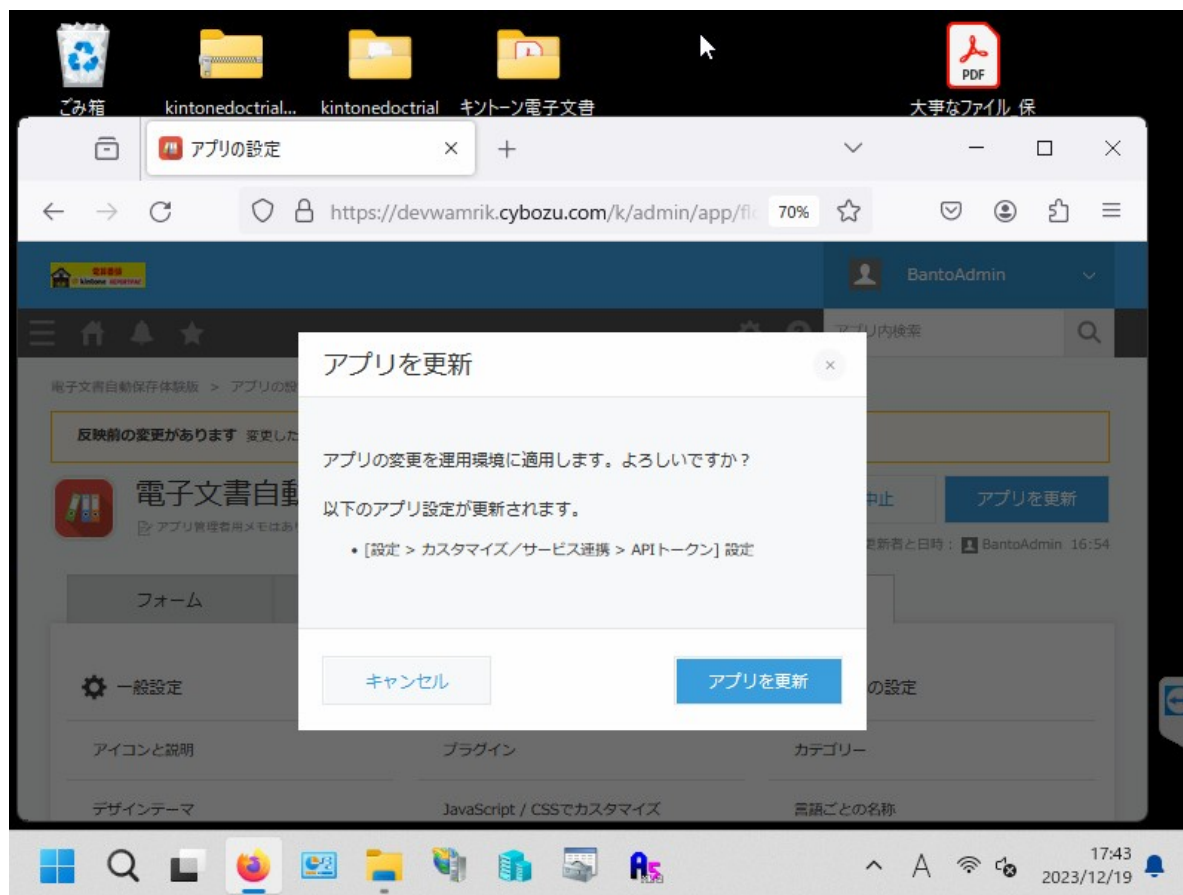 PDF
ごみ箱
kintonedoctrial...
kintonedoctrial
キントーン電子文書
大事なファイル_保
アプリの設定
https://devwamrik.cybozu.com/k/admin/app/fl
70%
BantoAdmin
アプリ内検索
電子文書自動保存体験版 > アプリの設
反映前の変更があります 変更した
アプリを更新
アプリの変更を運用環境に適用します。よろしいですか?
以下のアプリ設定が更新されます。
• [設定 > カスタマイズ/サービス連携 > APIトークン] 設定
キャンセル
アプリを更新
電子文書自動
アプリ管理者用メモはあ
中止
アプリを更新
更新者と日時: BantoAdmin 16:54
フォーム
一般設定
の設定
アイコンと説明
プラグイン
カテゴリー
デザインテーマ
JavaScript / CSSでカスタマイズ
言語ごとの名称
A
17:43
2023/12/19